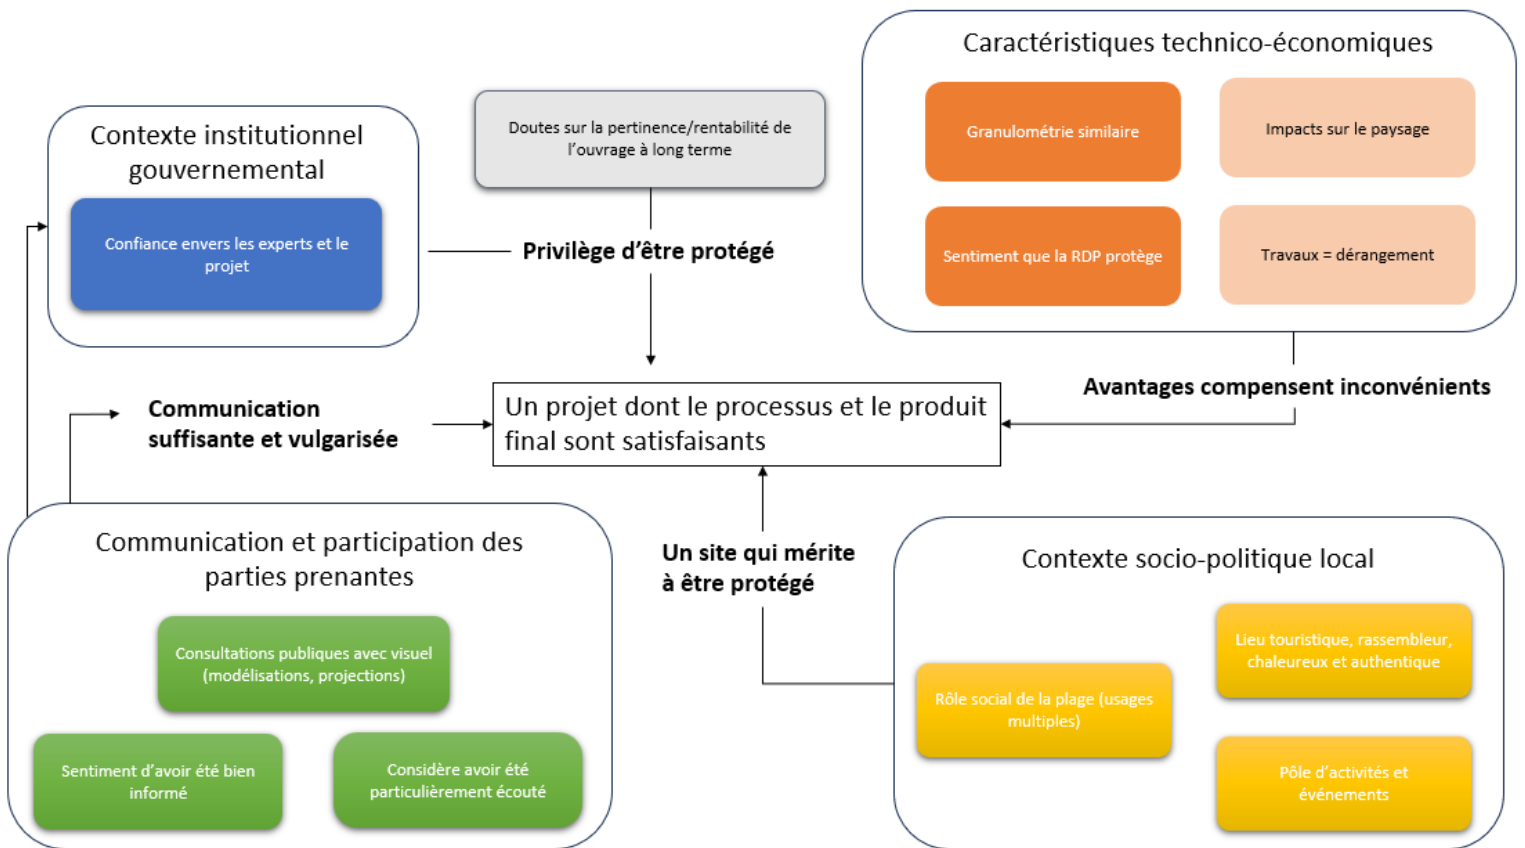 Caractéristiques technico-économiques
Granulométrie similaire
Impacts sur le paysage
Sentiment que la RDP protège
Travaux = dérangement
Contexte institutionnel
gouvernemental
Confiance envers les experts et le
projet
Doutes sur la pertinence/rentabilité de
l’ouvrage à long terme
Privilège d’être protégé
Avantages compensent inconvénients
Communication
suffisante et vulgarisée
Un projet dont le processus et le produit
final sont satisfaisants
Communication et participation des
parties prenantes
Consultations publiques avec visuel
(modélisations, projections)
Sentiment d’avoir été bien
informé
Considère avoir été
particulièrement écouté
Un site qui mérite
à être protégé
Contexte socio-politique local
Lieu touristique, rassembleur,
chaleureux et authentique
Rôle social de la plage (usages
multiples)
Pôle d’activités et
événements